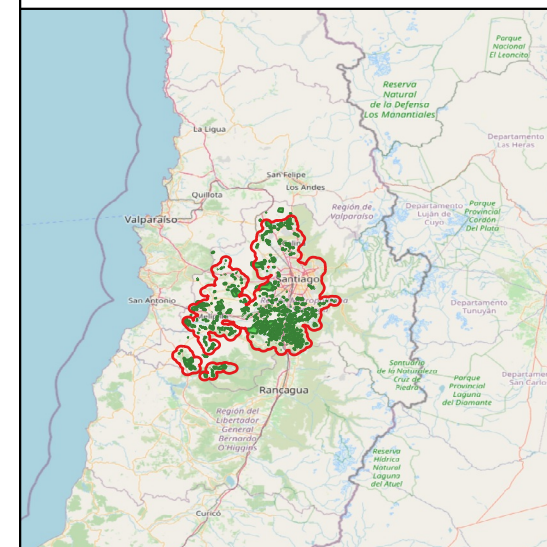 Parque
Nacional
El Leoncito
Reserva
Natural
de la Defensa
Los Manantiales
La Ligua
Departamento
Las Heras
San Felipe
Los Andes
Quillota
Región de
Valparaíso
Departamento
Luján de
Cuyo
Parque
Provincial
Cordón
Del Plata
Valparaíso
Santiago
San Antonio
Departamento
Tunuyán
Santuario
de la Naturaleza
Cruz de
Piedra
Parque
Provincial
Laguna
del Diamante
Departamen
San Carlo
Rancagua
Región del
Libertador
General
Bernardo
O'Higgins
Reserva
Hídrica
Natural
Laguna
del Atuel
Curicó